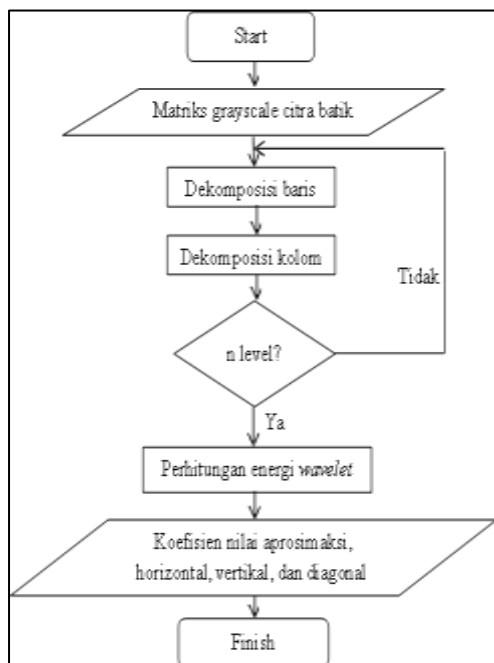 Start
Matriks grayscale citra batik
Dekomposisi baris
Dekomposisi kolom
Tidak
n level?
Ya
Perhitungan energi wavelet
Koefisien nilai aprosimaksi,
horizontal, vertikal, dan diagonal
Finish